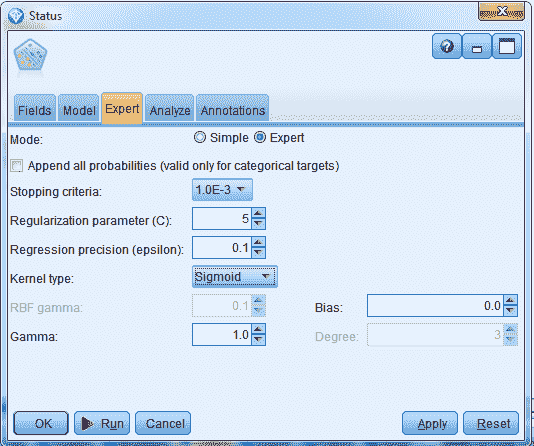 Status
Fields Model Expert Analyze Annotations
Mode: Simple Expert
Append all probabilities (valid only for categorical targets)
Stopping criteria: 1.0E-3
Regularization parameter (C): 5
Regression precision (epsilon): 0.1
Kernel type: Sigmoid
RBF gamma: 0.1 Bias: 0.0
Gamma: 1.0 Degree: 3
OK Run Cancel Apply Reset